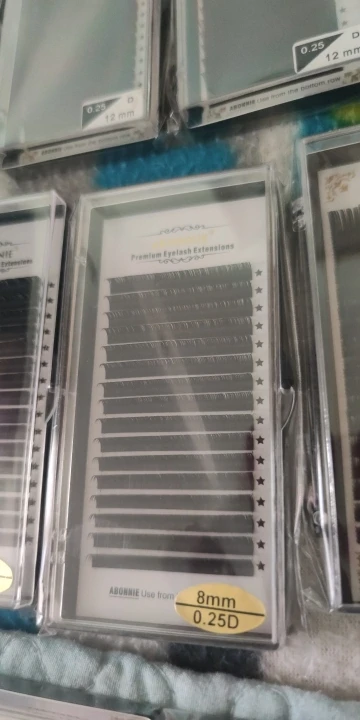 0.25 D
12 mm
ABONNIE Use from the bottom row
0.25 D
12 mm
ABONNIE Use from the bottom row
Extensions
Premium Eyelash Extensions
ABONNIE Use from
8mm
0.25D